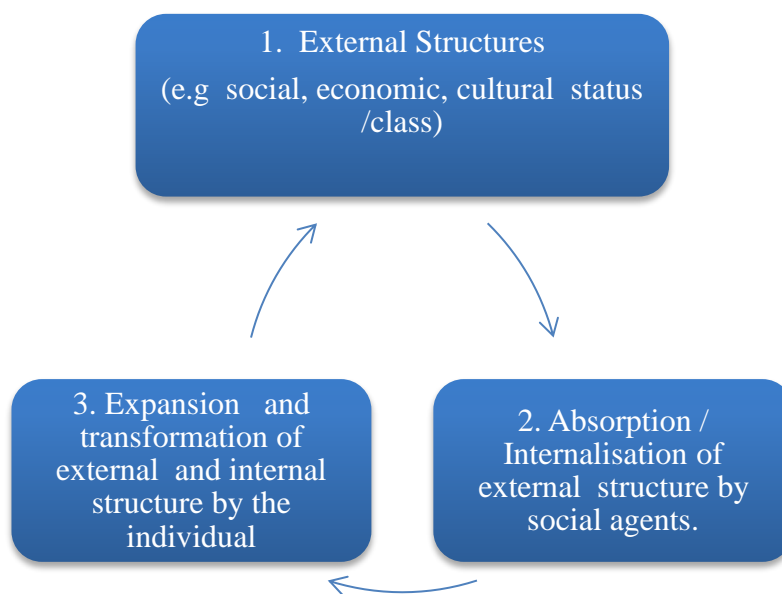 1. External Structures
(e.g social, economic, cultural status
/class)
3. Expansion and
transformation of
external and internal
structure by the
individual
2. Absorption /
Internalisation of
external structure by
social agents.